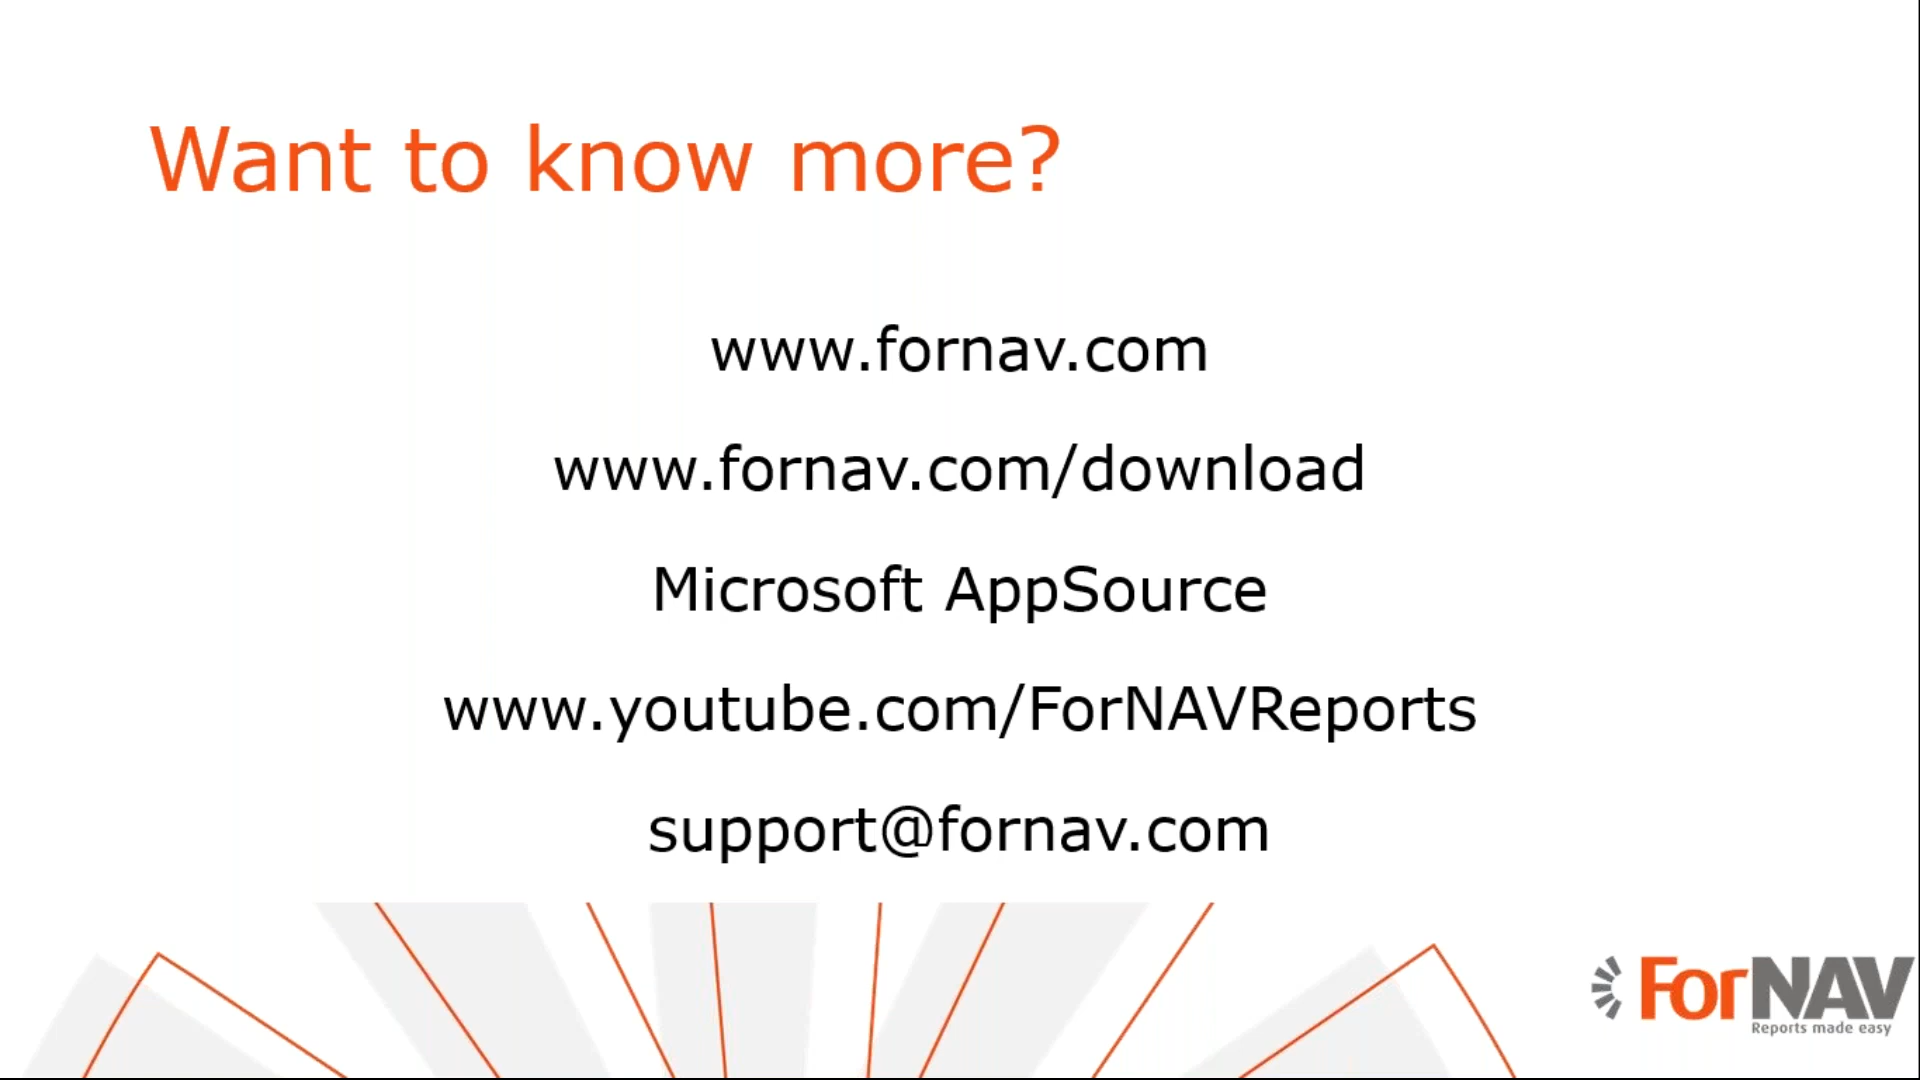 Want to know more?
www.fornav.com
www.fornav.com/download
Microsoft AppSource
www.youtube.com/ForNAVReports
support@fornav.com
ForNAV
Reports made easy